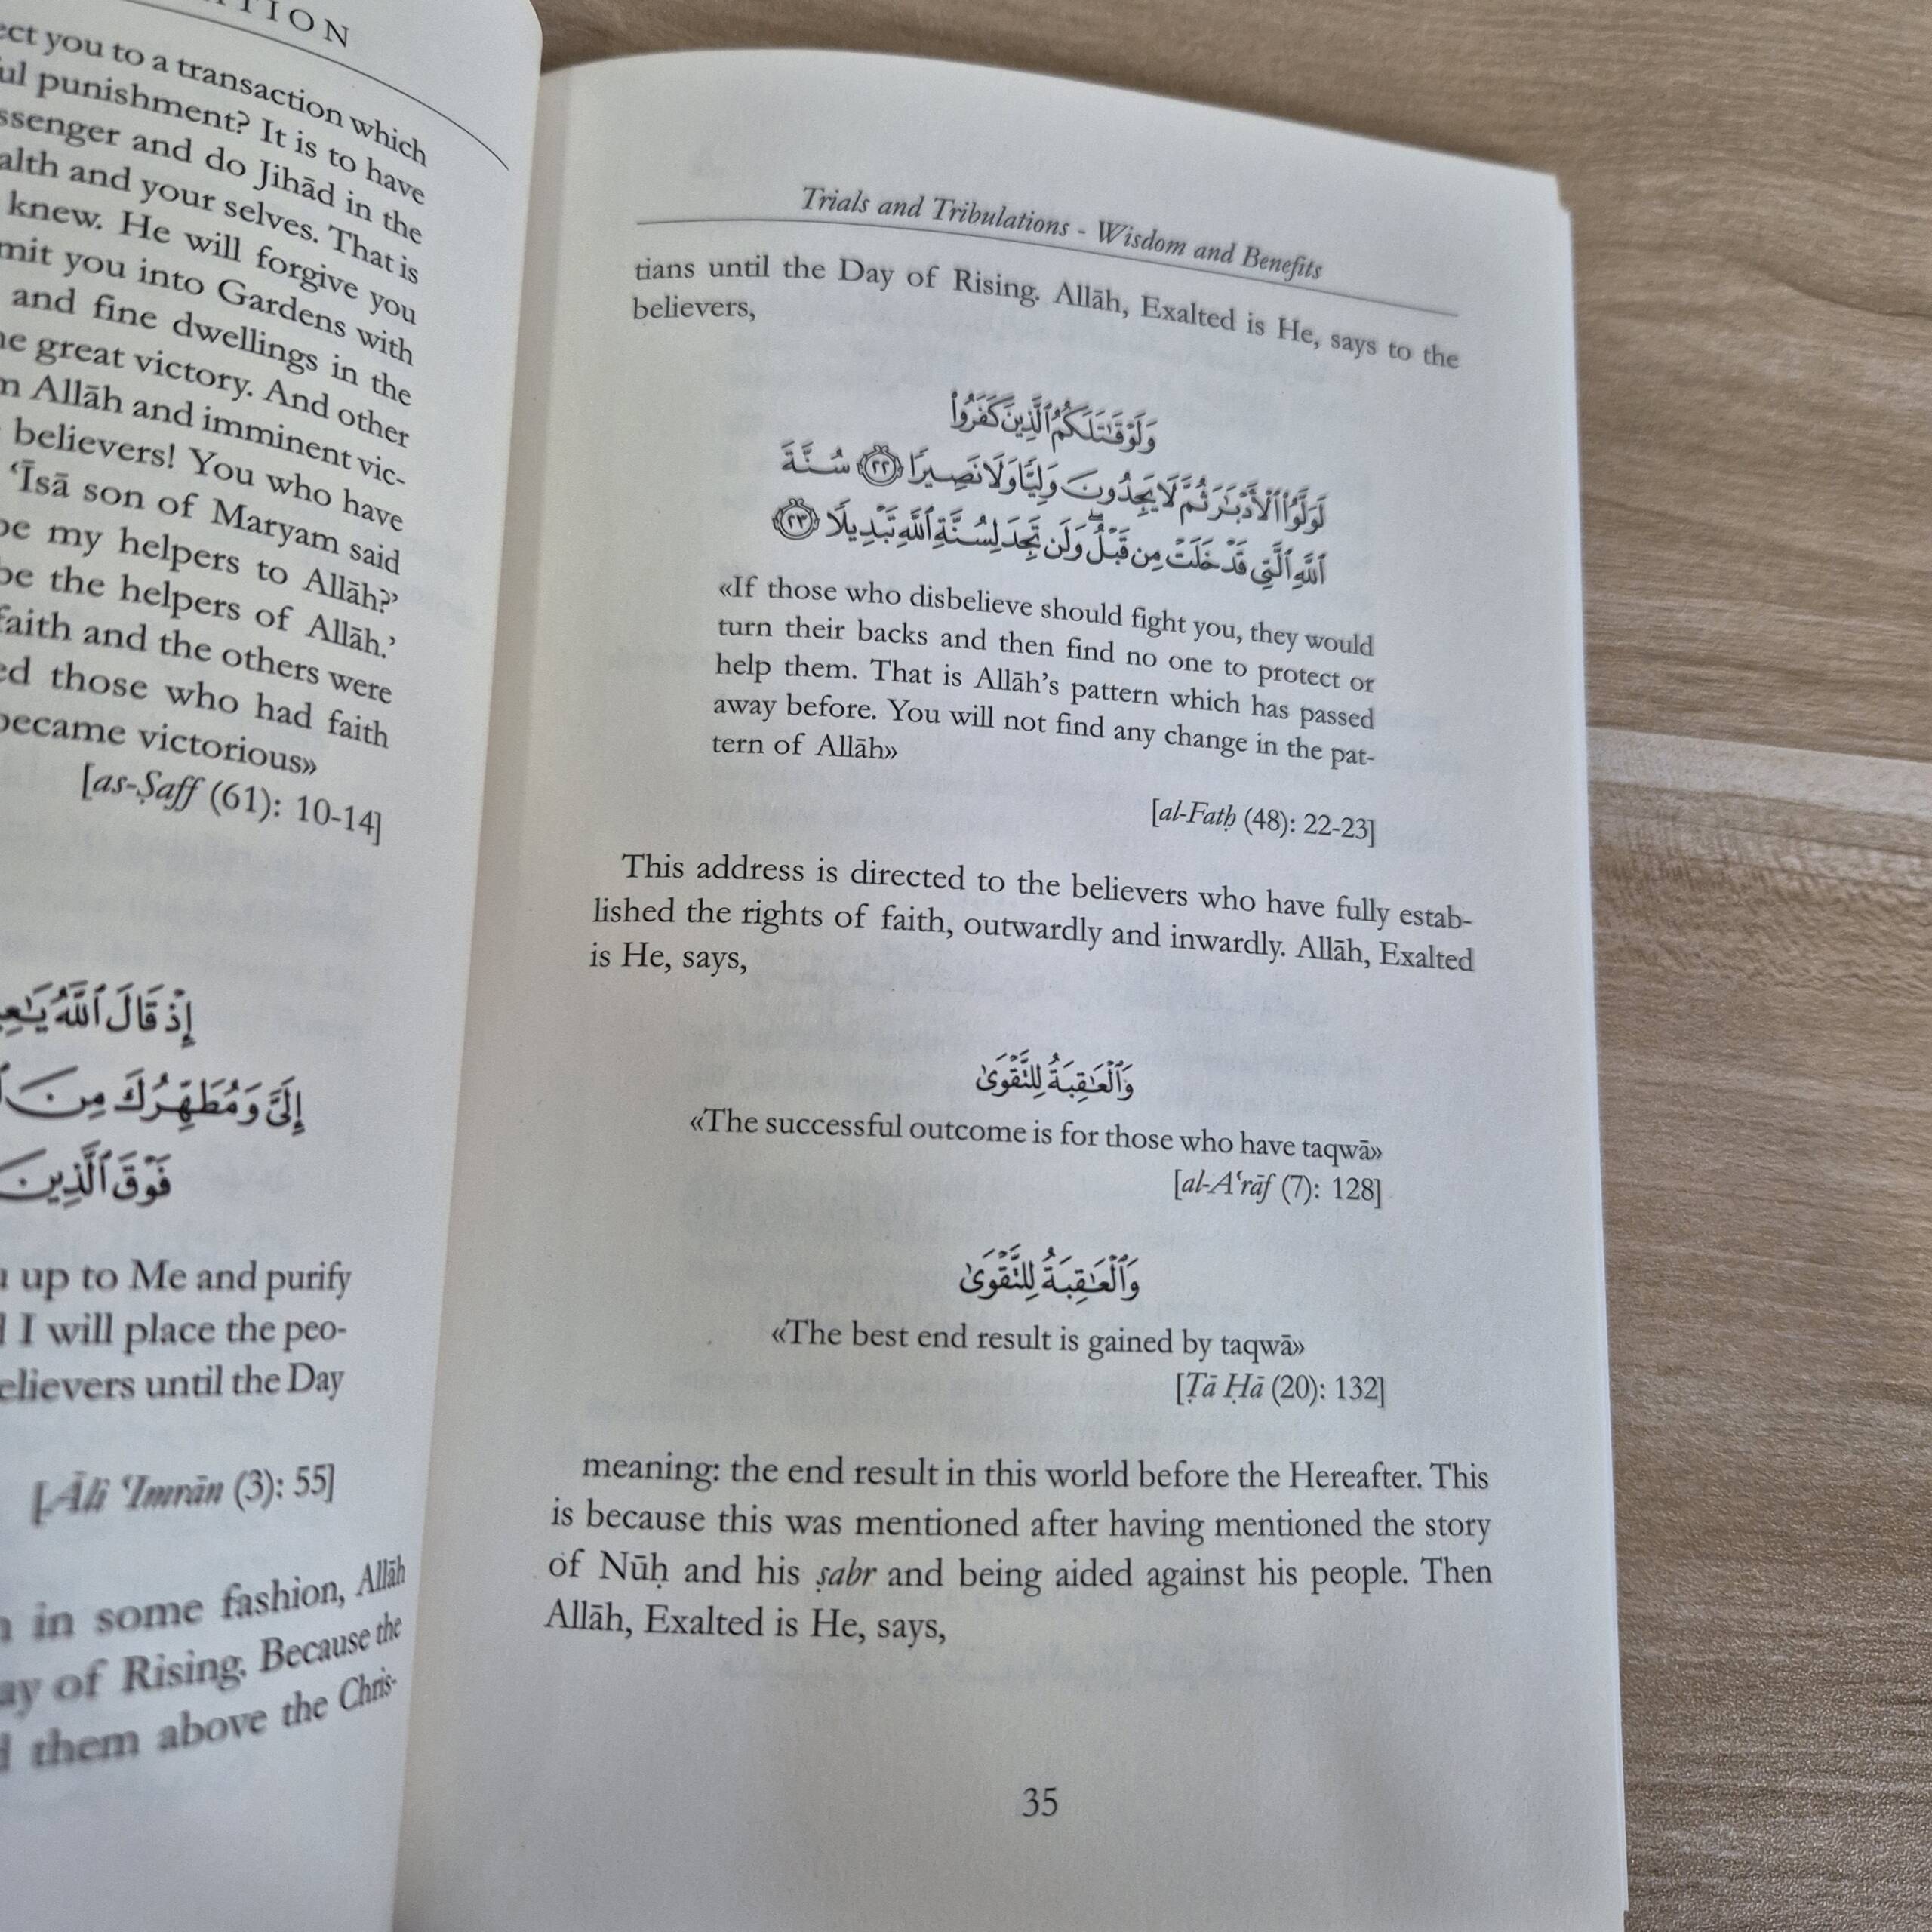 TION
ect you to a transaction which
ul punishment? It is to have
ssenger and do Jihād in the
alth and your selves. That is
knew. He will forgive you
mit you into Gardens with
and fine dwellings in the
e great victory. And other
m Allāh and imminent vic-
believers! You who have
‘Īsā son of Maryam said
be my helpers to Allāh?’
be the helpers of Allāh.’
faith and the others were
ed those who had faith
became victorious»
[as-Ṣaff (61): 10-14]
إِذْ قَالَ ٱللَّهُ
إِلَىَّ وَمُطَهِّرُكَ مِنَ
فَوْقَ ٱلَّذِينَ
up to Me and purify
I will place the peo-
elievers until the Day
[Āli ‘Imrān (3): 55]
in some fashion, Allāh
ay of Rising. Because the
them above the Chris-
Trials and Tribulations - Wisdom and Benefits
tians until the Day of Rising. Allāh, Exalted is He, says to the
believers,
وَلَوْ قَٰتَلَكُمُ ٱلَّذِينَ كَفَرُوا۟
لَوَلَّوُا۟ ٱلْأَدْبَٰرَ ثُمَّ لَا يَجِدُونَ وَلِيًّا وَلَا نَصِيرًا ٢٢ سُنَّةَ
ٱللَّهِ ٱلَّتِى قَدْ خَلَتْ مِن قَبْلُ ۖ وَلَن تَجِدَ لِسُنَّةِ ٱللَّهِ تَبْدِيلًا ٢٣
«If those who disbelieve should fight you, they would
turn their backs and then find no one to protect or
help them. That is Allāh’s pattern which has passed
away before. You will not find any change in the pat-
tern of Allāh»
[al-Fatḥ (48): 22-23]
This address is directed to the believers who have fully estab-
lished the rights of faith, outwardly and inwardly. Allāh, Exalted
is He, says,
وَٱلْعَٰقِبَةُ لِلتَّقْوَىٰ
«The successful outcome is for those who have taqwā»
[al-A‘rāf (7): 128]
وَٱلْعَٰقِبَةُ لِلتَّقْوَىٰ
«The best end result is gained by taqwā»
[Ṭā Ḥā (20): 132]
meaning: the end result in this world before the Hereafter. This
is because this was mentioned after having mentioned the story
of Nūḥ and his ṣabr and being aided against his people. Then
Allāh, Exalted is He, says,
35